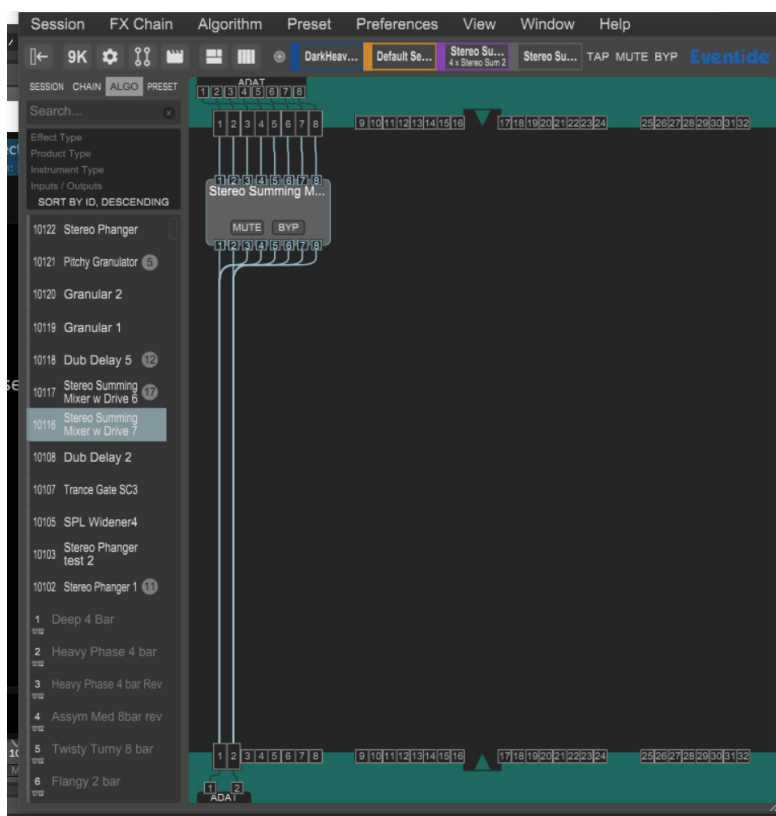 Session FX Chain Algorithm Preset Preferences View Window Help
9K DarkHeav... Default Se... Stereo Su... Stereo Su... TAP MUTE BYP Eventide
4 x Stereo Sum 2
SESSION CHAIN ALGO PRESET
ADAT
1 2 3 4 5 6 7 8
Search...
1 2 3 4 5 6 7 8 9 10 11 12 13 14 15 16 17 18 19 20 21 22 23 24 25 26 27 28 29 30 31 32
Effect Type
Product Type
Instrument Type
Inputs / Outputs
SORT BY ID, DESCENDING
1 2 3 4 5 6 7 8
Stereo Summing M...
MUTE BYP
1 2 3 4 5 6 7 8
10122 Stereo Phanger
10121 Pitchy Granulator 5
10120 Granular 2
10119 Granular 1
10118 Dub Delay 5 12
10117 Stereo Summing
Mixer w Drive 6 17
10116 Stereo Summing
Mixer w Drive 7
10108 Dub Delay 2
10107 Trance Gate SC3
10105 SPL Widener4
10103 Stereo Phanger
test 2
10102 Stereo Phanger 1 11
1 Deep 4 Bar
2 Heavy Phase 4 bar
3 Heavy Phase 4 bar Rev
4 Assym Med 8bar rev
5 Twisty Turny 8 bar
6 Flangy 2 bar
1 2 3 4 5 6 7 8 9 10 11 12 13 14 15 16 17 18 19 20 21 22 23 24 25 26 27 28 29 30 31 32
1 2
ADAT